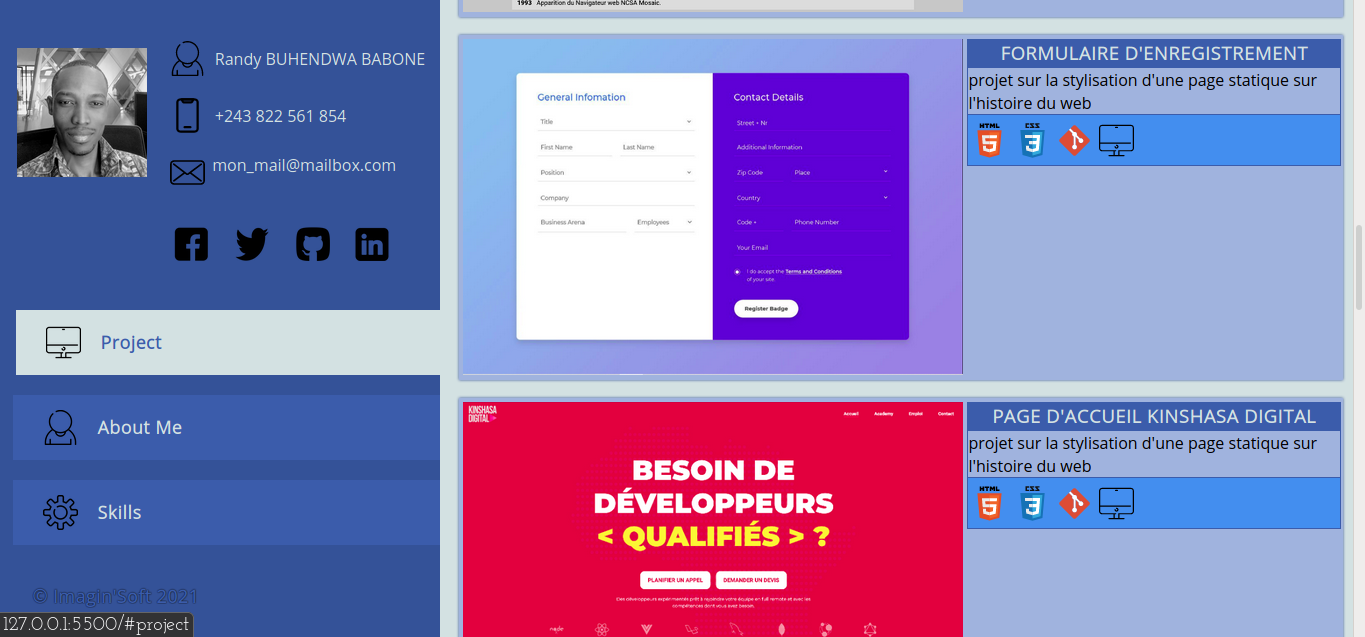 1993 Apparition du Navigateur web NCSA Mosaic.
Randy BUHENDWA BABONE
+243 822 561 854
mon_mail@mailbox.com
Project
About Me
Skills
© Imagin'Soft 2021
127.0.0.1:5500/#project
General Infomation
Title
First Name Last Name
Position
Company
Business Arena Employees
Contact Details
Street + Nr
Additional Information
Zip Code Place
Country
Code + Phone Number
Your Email
I do accept the Terms and Conditions
of your site.
Register Badge
FORMULAIRE D'ENREGISTREMENT
projet sur la stylisation d'une page statique sur
l'histoire du web
HTML CSS
KINSHASA
DIGITAL
Accueil Academy Emploi Contact
BESOIN DE
DÉVELOPPEURS
< QUALIFIÉS > ?
PLANIFIER UN APPEL DEMANDER UN DEVIS
Des développeurs expérimentés prêt à rejoindre votre équipe en full remote et avec les
compétences dont vous avez besoin.
node
PAGE D'ACCUEIL KINSHASA DIGITAL
projet sur la stylisation d'une page statique sur
l'histoire du web
HTML CSS